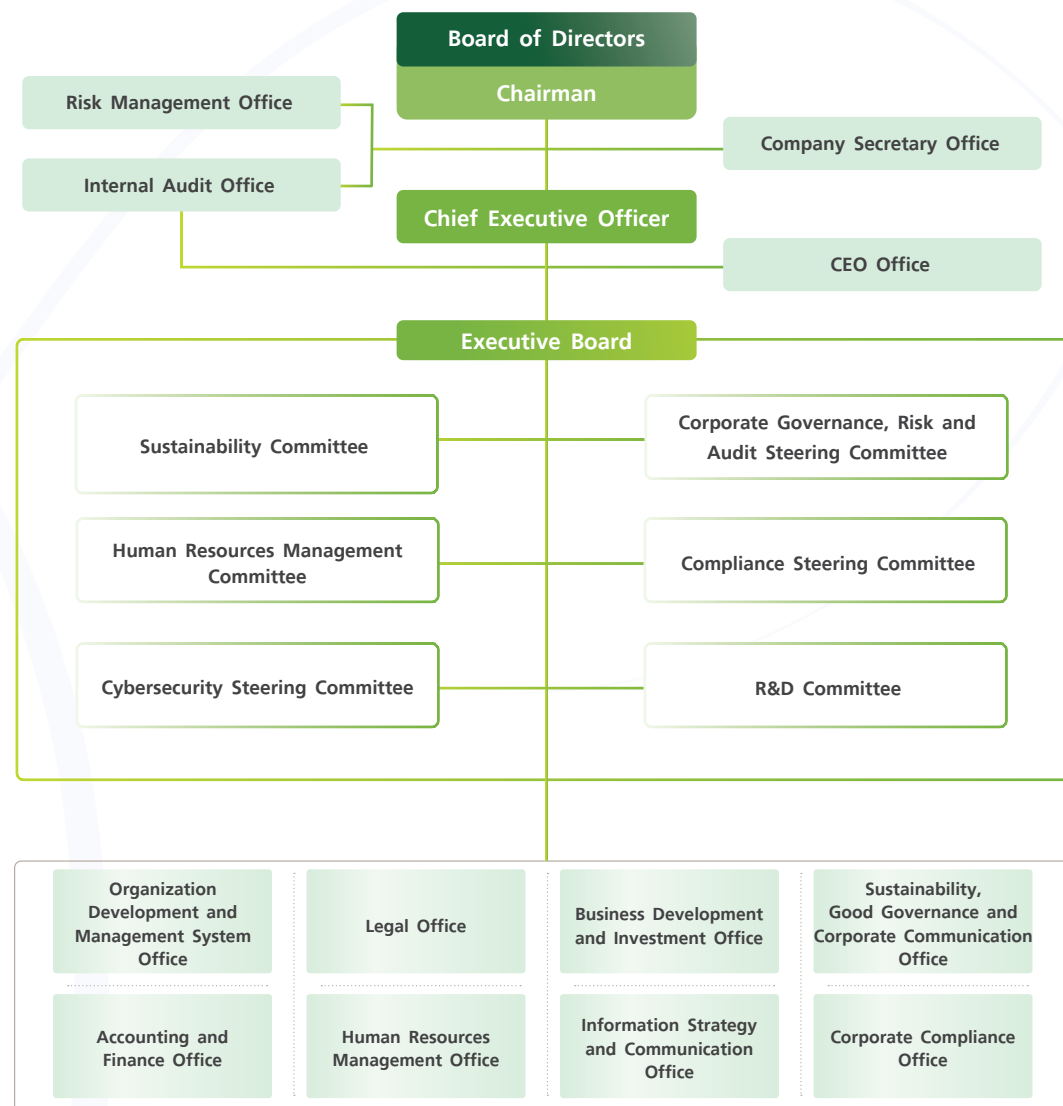 Board of Directors
Chairman
Risk Management Office
Company Secretary Office
Internal Audit Office
Chief Executive Officer
CEO Office
Executive Board
Sustainability Committee
Corporate Governance, Risk and
Audit Steering Committee
Human Resources Management
Committee
Compliance Steering Committee
Cybersecurity Steering Committee
R&D Committee
Organization
Development and
Management System
Office
Legal Office
Business Development
and Investment Office
Sustainability,
Good Governance and
Corporate Communication
Office
Accounting and
Finance Office
Human Resources
Management Office
Information Strategy
and Communication
Office
Corporate Compliance
Office